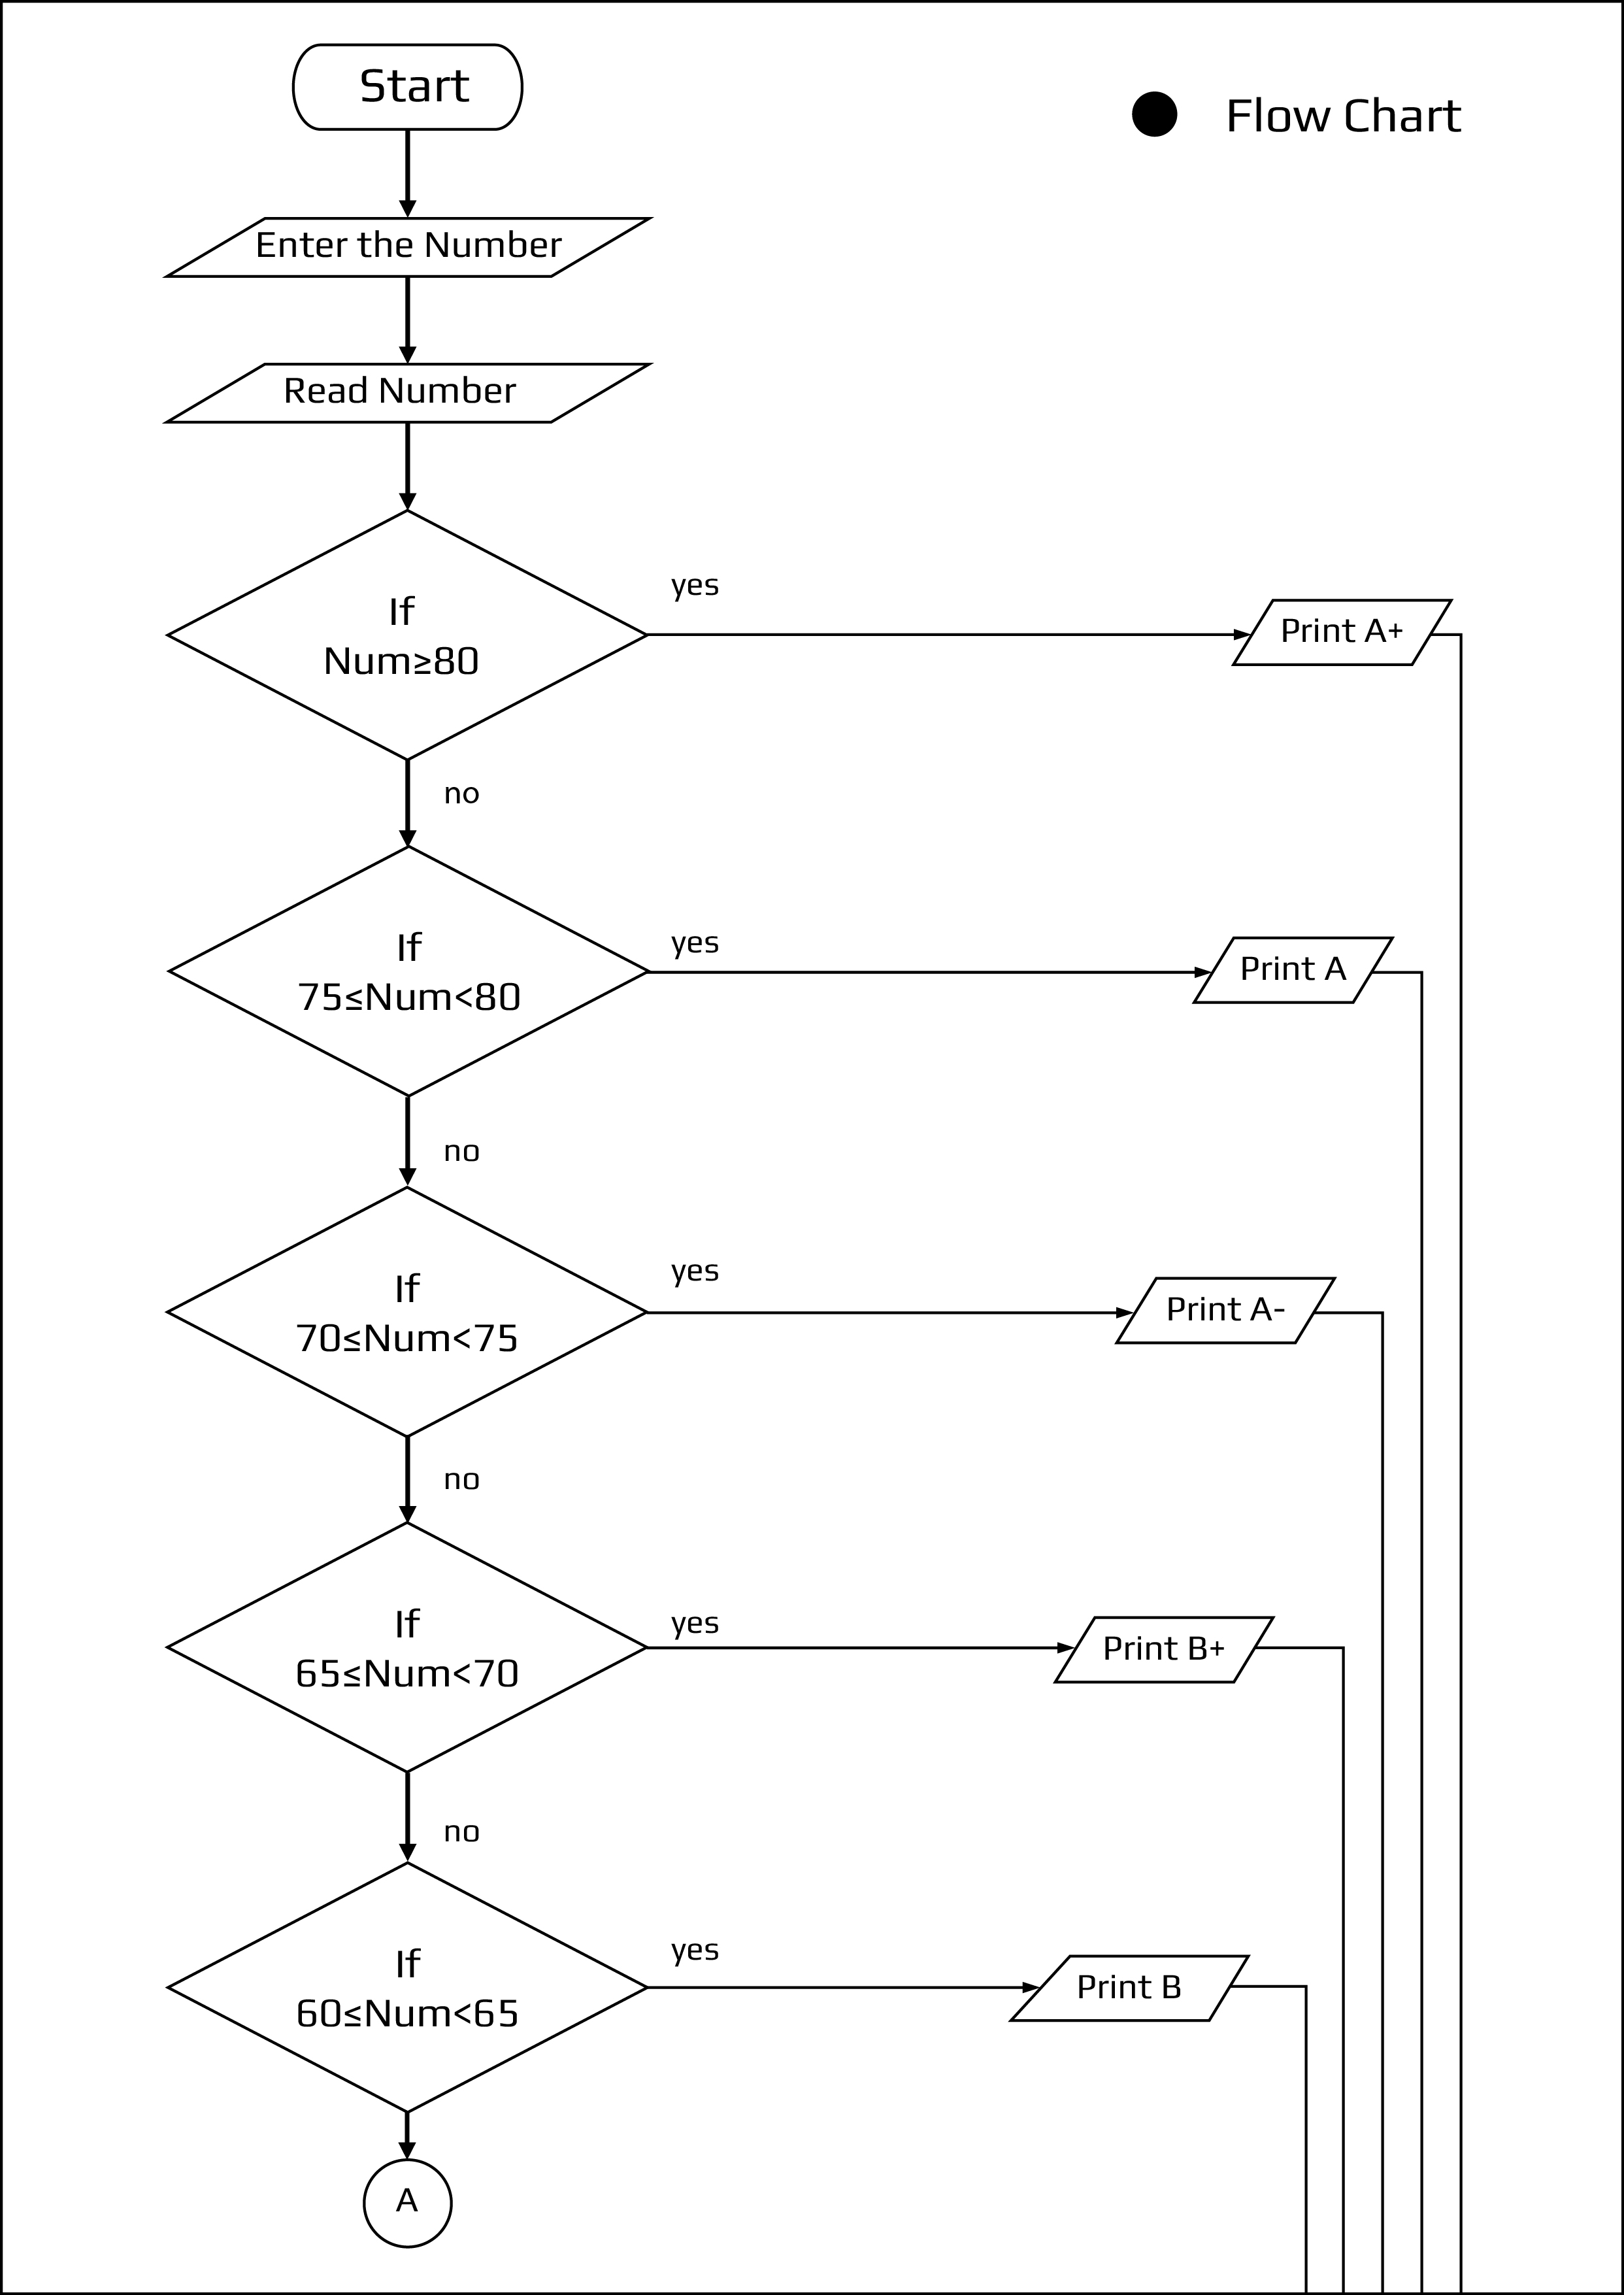 Start
Flow Chart
Enter the Number
Read Number
If
Num≥80
yes
Print A+
no
If
75≤Num<80
yes
Print A
no
If
70≤Num<75
yes
Print A-
no
If
65≤Num<70
yes
Print B+
no
If
60≤Num<65
yes
Print B
A